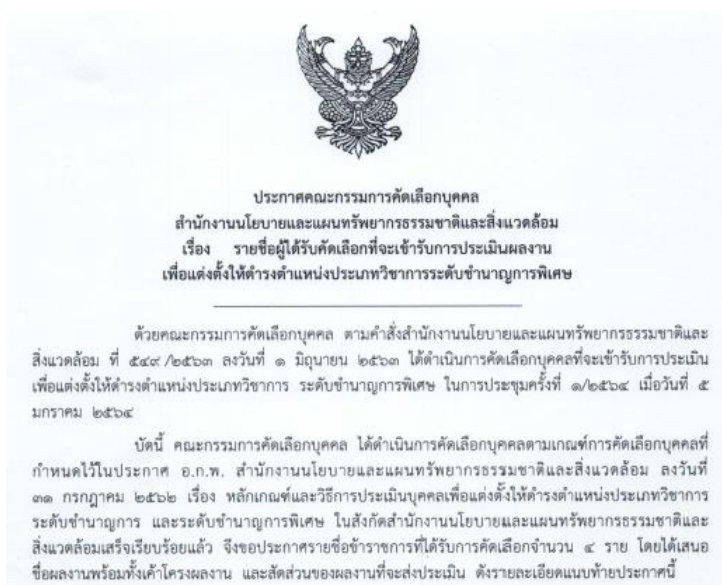 ประกาศคณะกรรมการคัดเลือกบุคคล
สำนักงานนโยบายและแผนทรัพยากรธรรมชาติและสิ่งแวดล้อม
เรื่อง รายชื่อผู้ได้รับคัดเลือกที่จะเข้ารับการประเมินผลงาน
เพื่อแต่งตั้งให้ดำรงตำแหน่งประเภทวิชาการระดับชำนาญการพิเศษ
ด้วยคณะกรรมการคัดเลือกบุคคล ตามคำสั่งสำนักงานนโยบายและแผนทรัพยากรธรรมชาติและ
สิ่งแวดล้อม ที่ ๕๔๙/๒๕๖๓ ลงวันที่ ๑ มิถุนายน ๒๕๖๓ ได้ดำเนินการคัดเลือกบุคคลที่จะเข้ารับการประเมิน
เพื่อแต่งตั้งให้ดำรงตำแหน่งประเภทวิชาการ ระดับชำนาญการพิเศษ ในการประชุมครั้งที่ ๑/๒๕๖๔ เมื่อวันที่ ๕
มกราคม ๒๕๖๔
บัดนี้ คณะกรรมการคัดเลือกบุคคล ได้ดำเนินการคัดเลือกบุคคลตามเกณฑ์การคัดเลือกบุคคลที่
กำหนดไว้ในประกาศ อ.ก.พ. สำนักงานนโยบายและแผนทรัพยากรธรรมชาติและสิ่งแวดล้อม ลงวันที่
๓๑ กรกฎาคม ๒๕๖๒ เรื่อง หลักเกณฑ์และวิธีการประเมินบุคคลเพื่อแต่งตั้งให้ดำรงตำแหน่งประเภทวิชาการ
ระดับชำนาญการ และระดับชำนาญการพิเศษ ในสังกัดสำนักงานนโยบายและแผนทรัพยากรธรรมชาติและ
สิ่งแวดล้อมเสร็จเรียบร้อยแล้ว จึงขอประกาศรายชื่อข้าราชการที่ได้รับการคัดเลือกจำนวน ๔ ราย โดยได้เสนอ
ชื่อผลงานพร้อมทั้งเค้าโครงผลงาน และสัดส่วนของผลงานที่จะส่งประเมิน ดังรายละเอียดแนบท้ายประกาศนี้